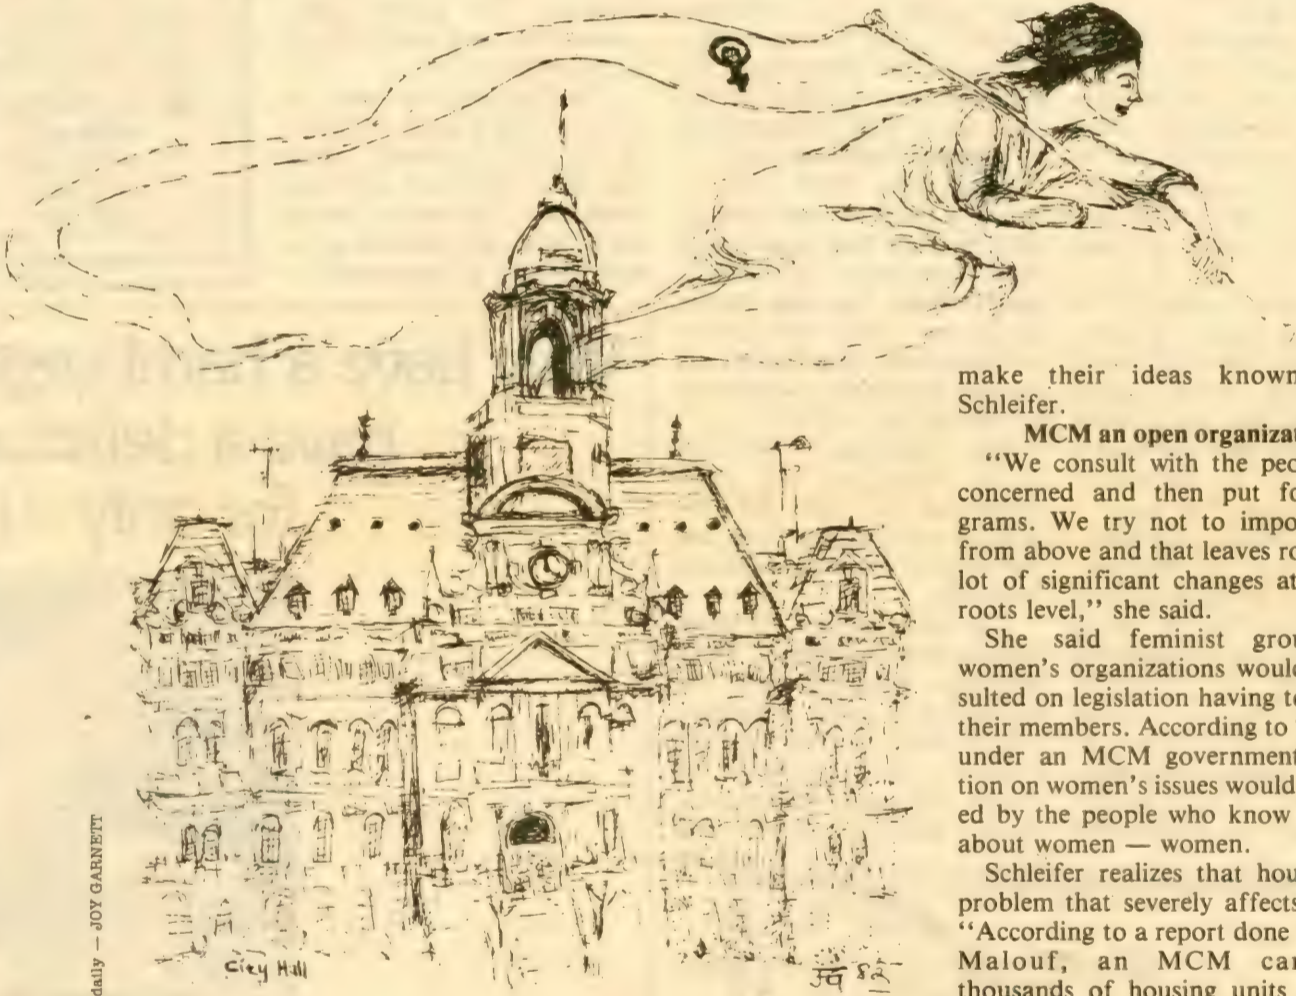 make their ideas known
Schleifer.
MCM an open organizat
“We consult with the peo
concerned and then put fo
grams. We try not to impo
from above and that leaves ro
lot of significant changes at
roots level,” she said.
She said feminist grou
women’s organizations would
sulted on legislation having to
their members. According to
under an MCM government
tion on women’s issues would
ed by the people who know
about women — women.
Schleifer realizes that hou
problem that severely affects
“According to a report done
Malouf, an MCM can
thousands of housing units
daily — JOY GARNETT
City Hall
JG 82